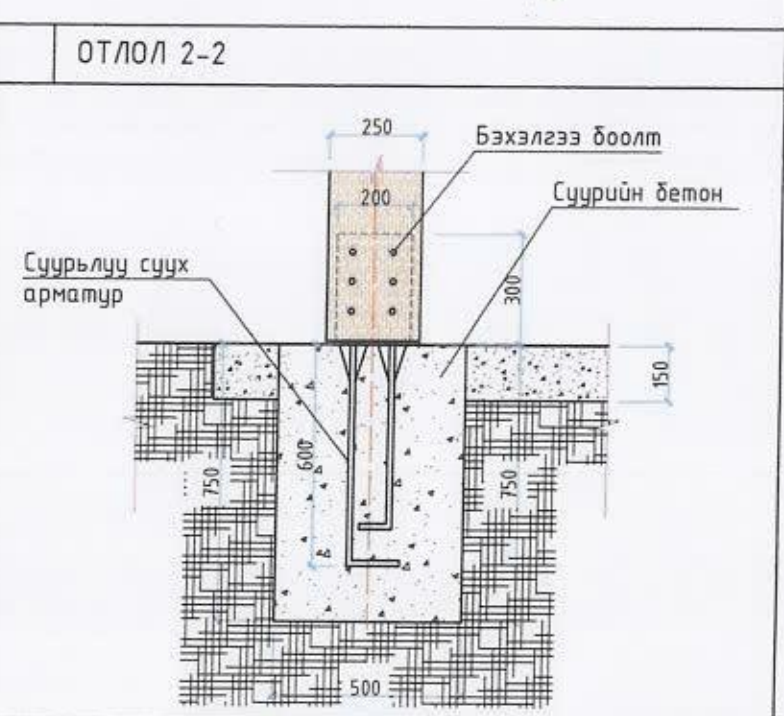 ОТЛОЛ 2-2
250
Бэхэлгээ боолт
200
Суурийн бетон
Суурьлуу суух
арматур
300
150
600
750
750
500